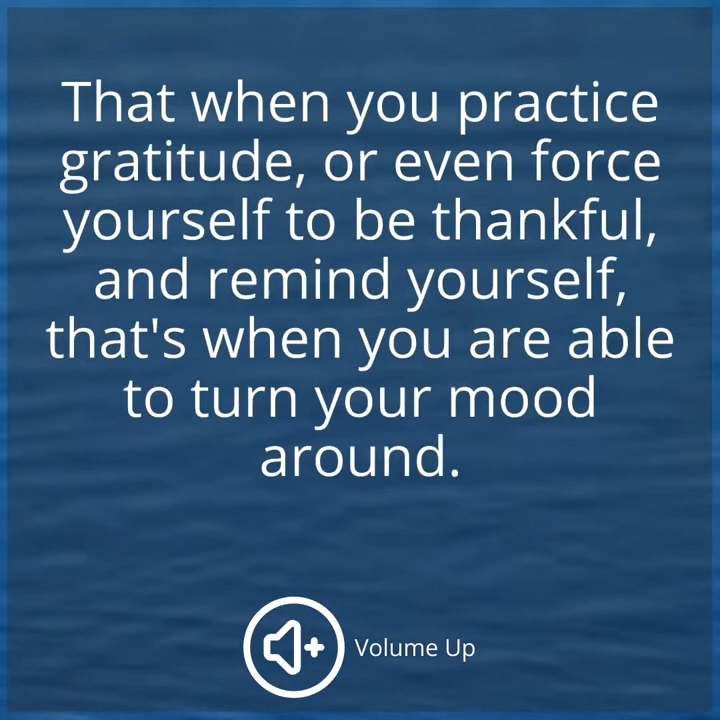 That when you practice
gratitude, or even force
yourself to be thankful,
and remind yourself,
that's when you are able
to turn your mood
around.
Volume Up